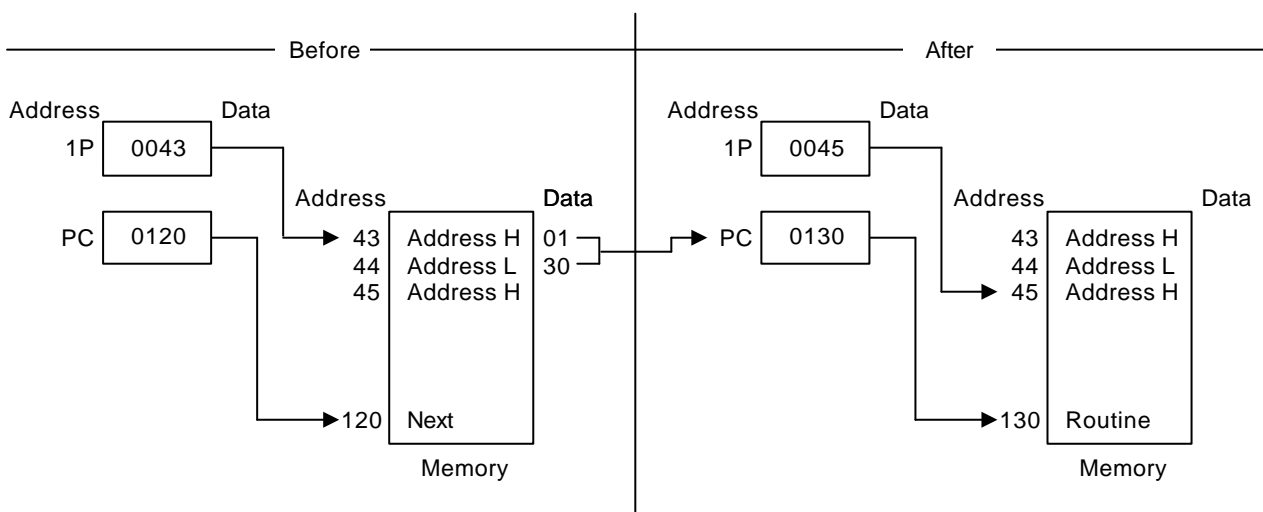 Before
Address Data
1P 0043
Address Data
PC 0120
43 Address H 01
44 Address L 30
45 Address H
120 Next
Memory
After
Address Data
1P 0045
Address Data
PC 0130
43 Address H
44 Address L
45 Address H
130 Routine
Memory